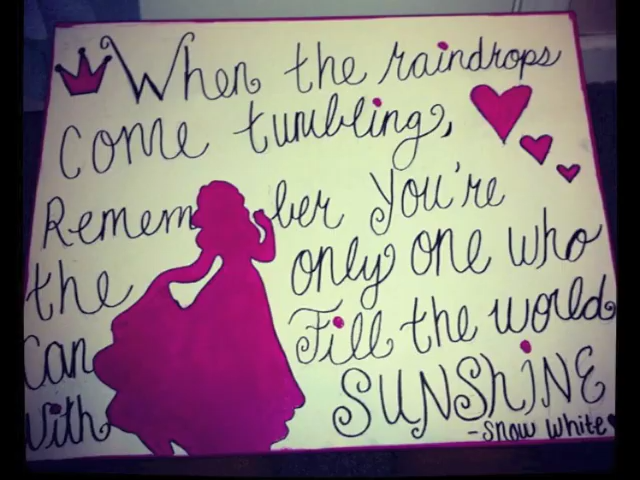 When the raindrops
come tumbling,
Remember You're
the only one who
Can Fill the world
With SUNShiNE
-Snow White